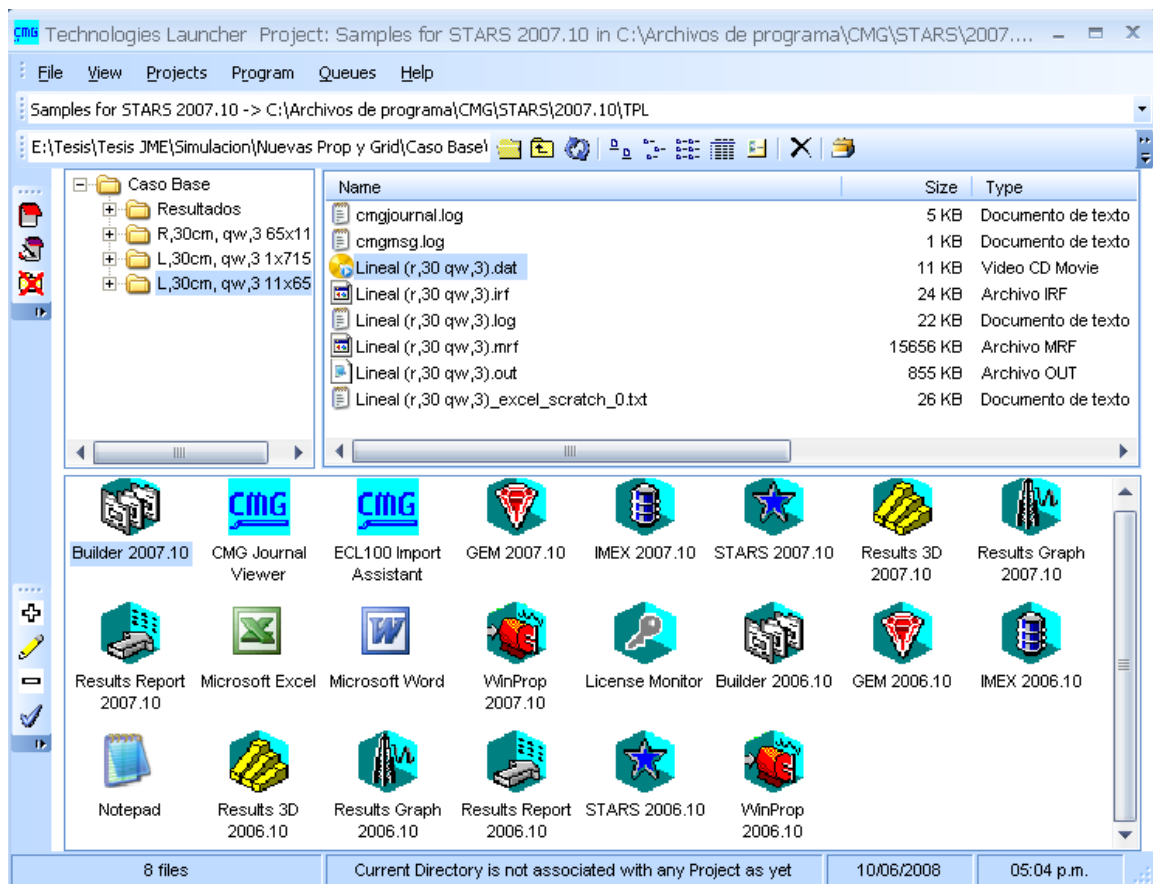 CMG Technologies Launcher Project: Samples for STARS 2007.10 in C:\Archivos de programa\CMG\STARS\2007....
File View Projects Program Queues Help
Samples for STARS 2007.10 -> C:\Archivos de programa\CMG\STARS\2007.10\TPL
E:\Tesis\Tesis JME\Simulacion\Nuevas Prop y Grid\Caso Base\
Caso Base
Resultados
R,30cm, qw,3 65x11
L,30cm, qw,3 1x715
L,30cm, qw,3 11x65
Name Size Type
cmgjournal.log 5 KB Documento de texto
cmgmsg.log 1 KB Documento de texto
Lineal (r,30 qw,3).dat 11 KB Video CD Movie
Lineal (r,30 qw,3).irf 24 KB Archivo IRF
Lineal (r,30 qw,3).log 22 KB Documento de texto
Lineal (r,30 qw,3).mrf 15656 KB Archivo MRF
Lineal (r,30 qw,3).out 855 KB Archivo OUT
Lineal (r,30 qw,3)_excel_scratch_0.txt 26 KB Documento de texto
CMG CMG
Builder 2007.10 CMG Journal ECL100 Import GEM 2007.10 IMEX 2007.10 STARS 2007.10 Results 3D Results Graph
Viewer Assistant 2007.10 2007.10
Results Report Microsoft Excel Microsoft Word WinProp License Monitor Builder 2006.10 GEM 2006.10 IMEX 2006.10
2007.10 2007.10
Notepad Results 3D Results Graph Results Report STARS 2006.10 WinProp
2006.10 2006.10 2006.10 2006.10
8 files Current Directory is not associated with any Project as yet 10/06/2008 05:04 p.m.